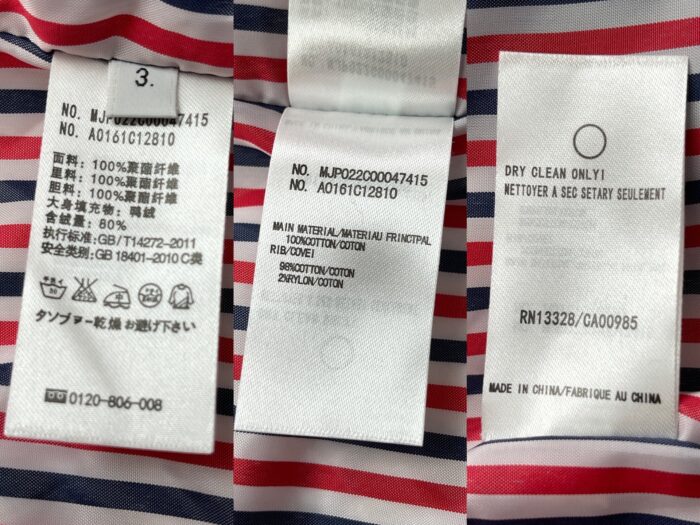 3.
NO. MJP022C00047415
NO. A0161C12810
面料: 100%聚酯纤维
里料: 100%聚酯纤维
胆料: 100%聚酯纤维
大身填充物: 鸭绒
含绒量: 80%
执行标准: GB/T14272-2011
安全类别: GB 18401-2010 C类
タンブヲー乾燥 お避げ下さい
0120-806-008
NO. MJP022C00047415
NO. A0161C12810
MAIN MATERIAL/MATERIAU FRINCTPAL
100%COTTON/COTON
RIB/COVEI
98%COTTON/COTON
2%RYLON/COTON
DRY CLEAN ONLY!
NETTOYER A SEC SETARY SEULEMENT
RN13328/CA00985
MADE IN CHINA/FABRIQUE AU CHINA